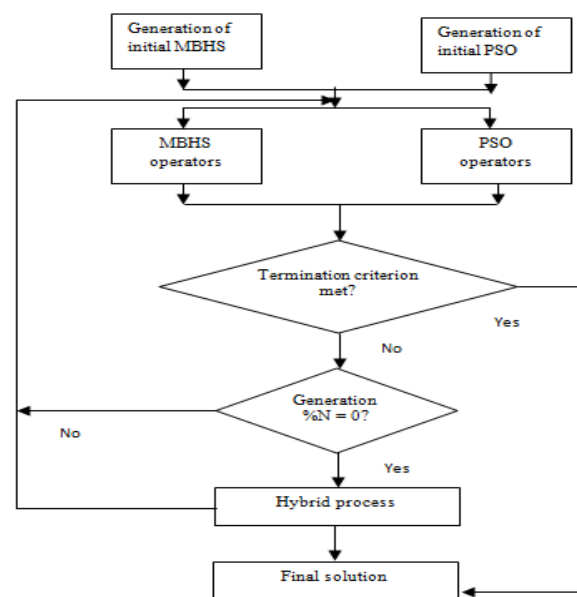 Generation of
initial MBHS
Generation of
initial PSO
MBHS
operators
PSO
operators
Termination criterion
met?
Yes
No
Generation
%N = 0?
No
Yes
Hybrid process
Final solution